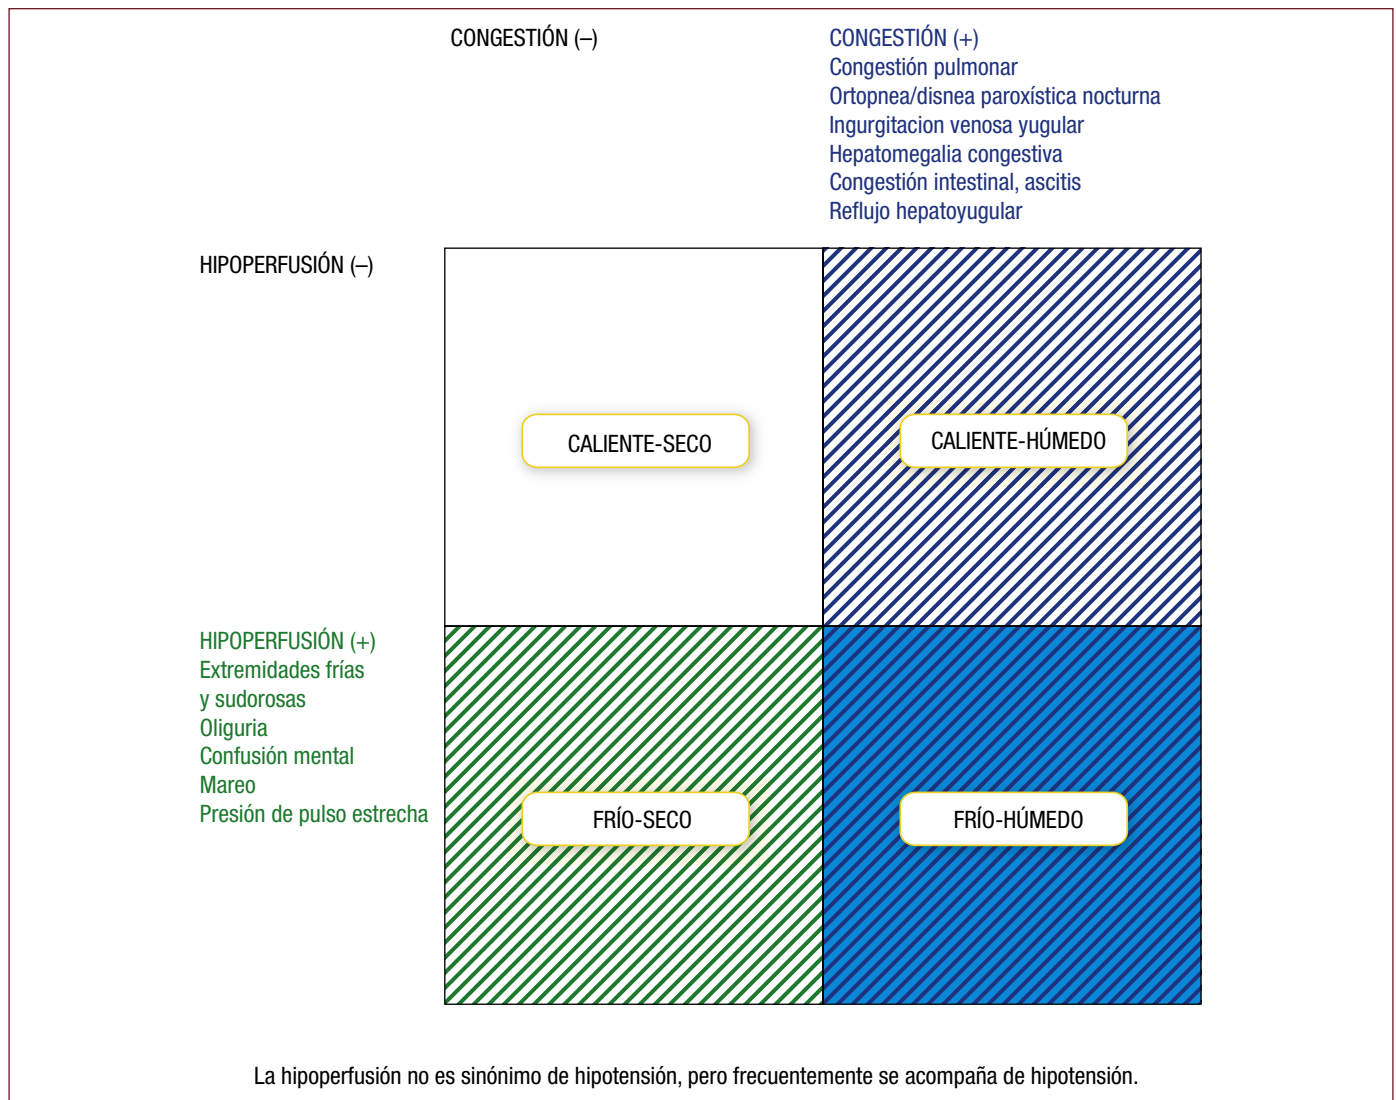 CONGESTIÓN (–)
CONGESTIÓN (+)
Congestión pulmonar
Ortopnea/disnea paroxística nocturna
Ingurgitacion venosa yugular
Hepatomegalia congestiva
Congestión intestinal, ascitis
Reflujo hepatoyugular
HIPOPERFUSIÓN (–)
CALIENTE-SECO
CALIENTE-HÚMEDO
HIPOPERFUSIÓN (+)
Extremidades frías
y sudorosas
Oliguria
Confusión mental
Mareo
Presión de pulso estrecha
FRÍO-SECO
FRÍO-HÚMEDO
La hipoperfusión no es sinónimo de hipotensión, pero frecuentemente se acompaña de hipotensión.